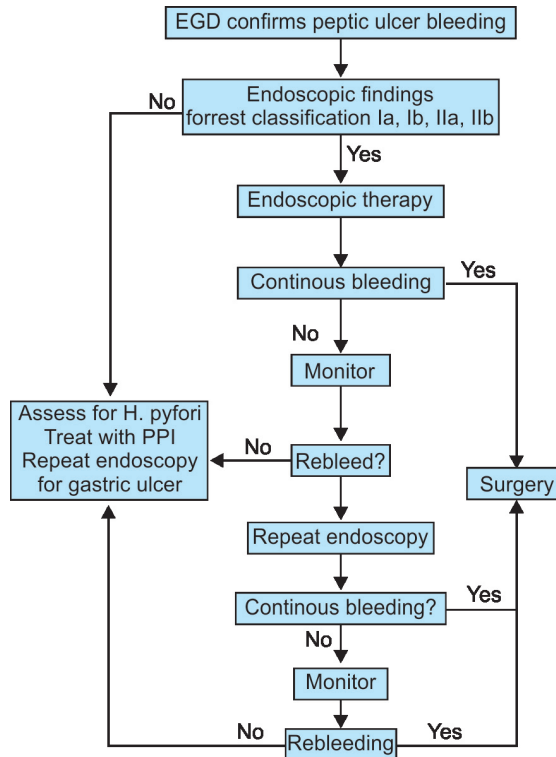 EGD confirms peptic ulcer bleeding
No
Endoscopic findings
forrest classification Ia, Ib, IIa, IIb
Yes
Endoscopic therapy
Continous bleeding
Yes
No
Monitor
Assess for H. pyfori
Treat with PPI
Repeat endoscopy
for gastric ulcer
No
Rebleed?
Surgery
Repeat endoscopy
Continous bleeding?
Yes
No
Monitor
No
Rebleeding
Yes